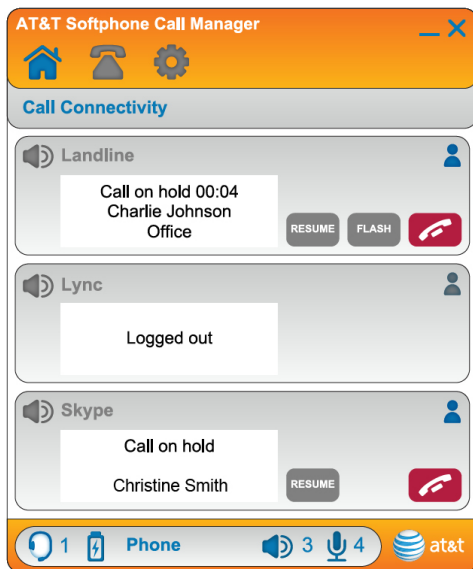 AT&T Softphone Call Manager
Call Connectivity
Landline
Call on hold 00:04
Charlie Johnson
Office
RESUME FLASH
Lync
Logged out
Skype
Call on hold
Christine Smith
RESUME
1 Phone 3 4 at&t